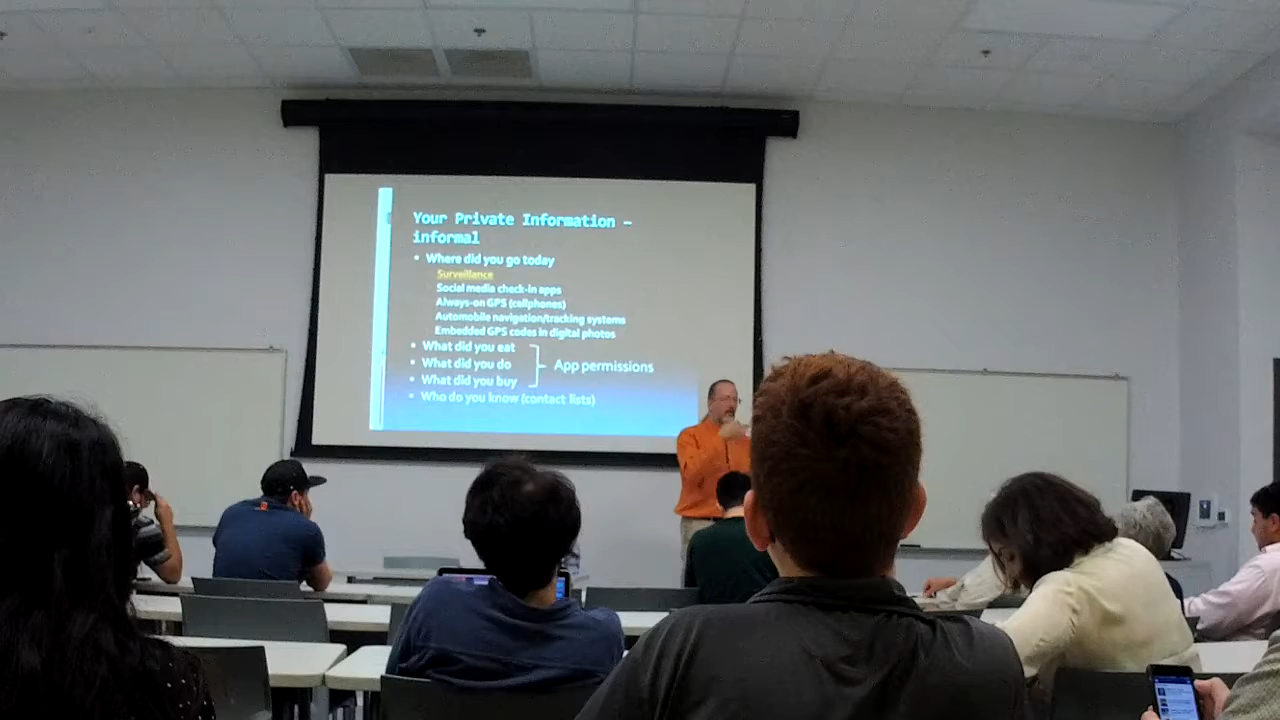 Your Private Information –
informal
• Where did you go today
Surveillance
Social media check-in apps
Always-on GPS (cellphones)
Automobile navigation/tracking systems
Embedded GPS codes in digital photos
• What did you eat
• What did you do
• What did you buy
App permissions
• Who do you know (contact lists)